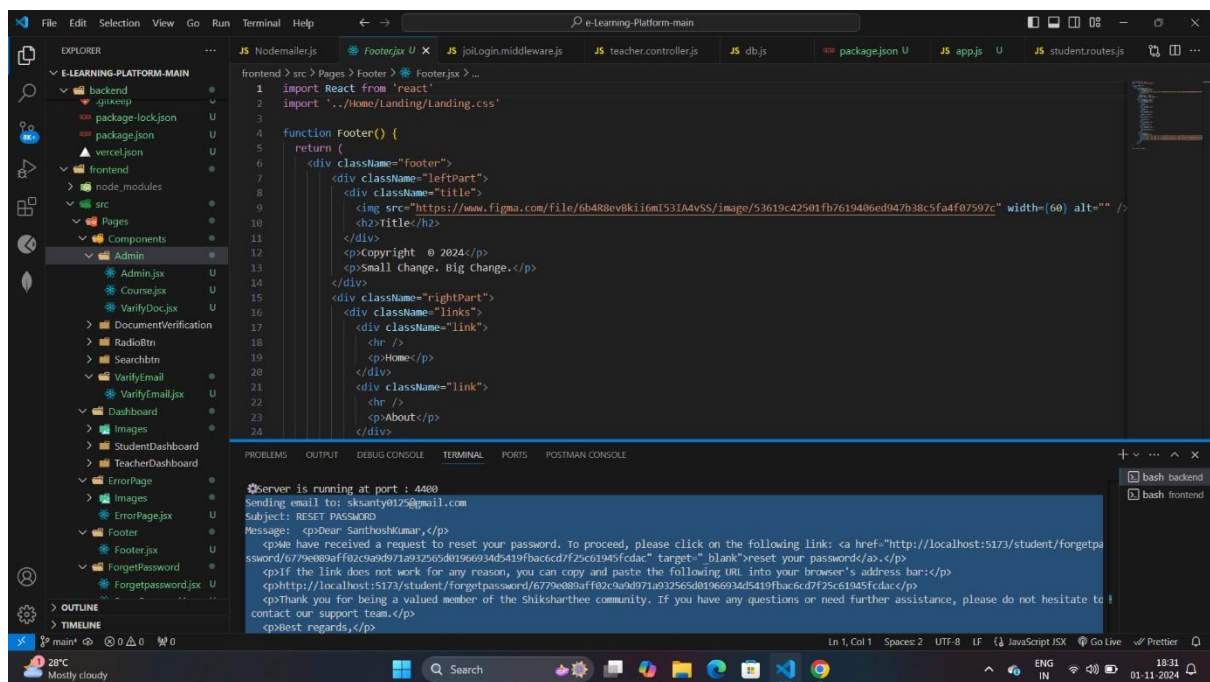 File Edit Selection View Go Run Terminal Help
e-Learning-Platform-main
EXPLORER
E-LEARNING-PLATFORM-MAIN
backend
.gitkeep U
package-lock.json U
package.json U
vercel.json U
frontend
node_modules
src
Pages
Components
Admin
Admin.jsx U
Course.jsx U
VarifyDoc.jsx U
DocumentVerification
RadioBtn
Searchbtn
VarifyEmail
VarifyEmail.jsx U
Dashboard
Images
StudentDashboard
TeacherDashboard
ErrorPage
Images
ErrorPage.jsx U
Footer
Footer.jsx U
ForgetPassword
Forgetpassword.jsx U
OUTLINE
TIMELINE
8K+
JS Nodemailer.js Footer.jsx U JS joiLogin.middleware.js JS teacher.controller.js JS db.js package.json U JS app.js U JS student.routes.js
frontend > src > Pages > Footer > Footer.jsx > ...
1 import React from 'react'
2 import '../Home/Landing/Landing.css'
3
4 function Footer() {
5 return (
6 <div className="footer">
7 <div className="leftPart">
8 <div className="title">
9 <img src="https://www.figma.com/file/6b4R8evBkii6mI53IA4vSS/image/53619c42501fb7619406ed947b38c5fa4f07597c" width={60} alt="" />
10 <h2>Title</h2>
11 </div>
12 <p>Copyright © 2024</p>
13 <p>Small Change. Big Change.</p>
14 </div>
15 <div className="rightPart">
16 <div className="links">
17 <div className="link">
18 <hr />
19 <p>Home</p>
20 </div>
21 <div className="link">
22 <hr />
23 <p>About</p>
24 </div>
PROBLEMS OUTPUT DEBUG CONSOLE TERMINAL PORTS POSTMAN CONSOLE
bash backend
bash frontend
Server is running at port : 4400
Sending email to: sksanty0125@gmail.com
Subject: RESET PASSWORD
Message: <p>Dear SanthoshKumar,</p>
<p>We have received a request to reset your password. To proceed, please click on the following link: <a href="http://localhost:5173/student/forgetpa
ssword/6779e089aff02c9a9d971a932565d01966934d5419fbac6cd7f25c61945fcdac" target="_blank">reset your password</a>.</p>
<p>If the link does not work for any reason, you can copy and paste the following URL into your browser's address bar:</p>
<p>http://localhost:5173/student/forgetpassword/6779e089aff02c9a9d971a932565d01966934d5419fbac6cd7f25c61945fcdac</p>
<p>Thank you for being a valued member of the Shiksharthee community. If you have any questions or need further assistance, please do not hesitate to
contact our support team.</p>
<p>Best regards,</p>
main* 0 0 0 Ln 1, Col 1 Spaces: 2 UTF-8 LF JavaScript JSX Go Live Prettier
28°C
Mostly cloudy
Search
ENG
IN
18:31
01-11-2024